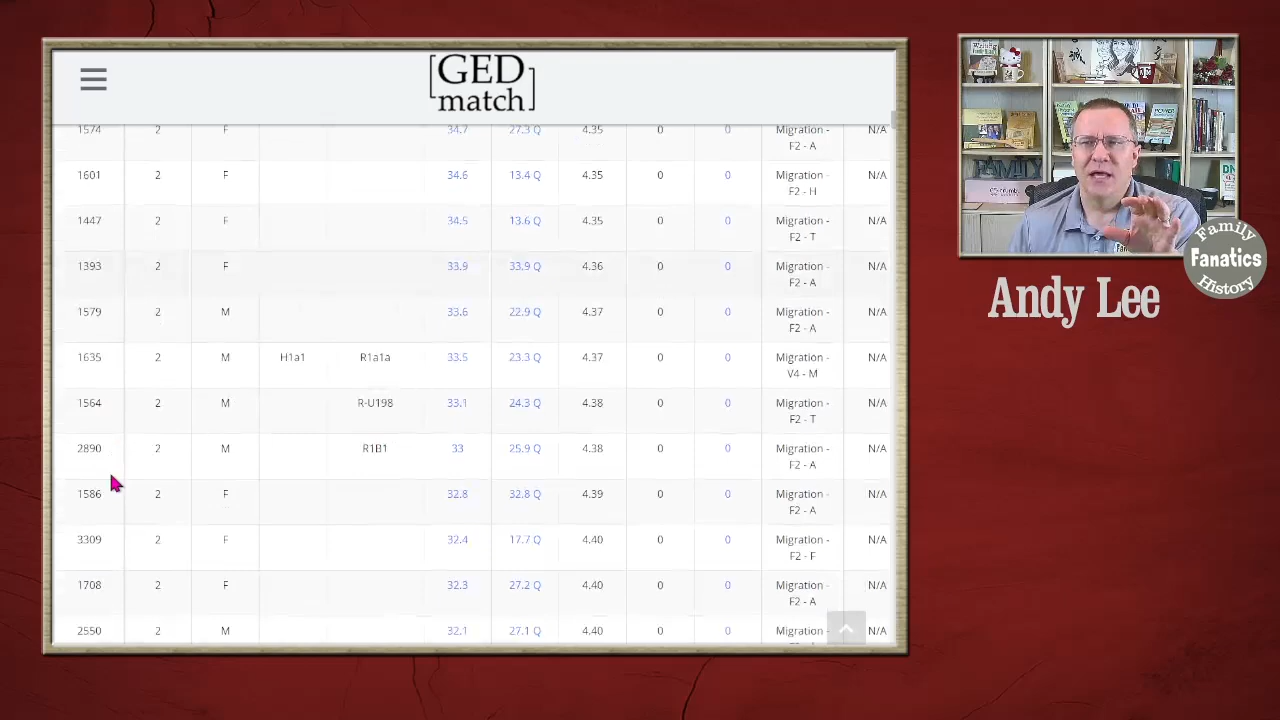 [GED
match]
1574 2 F 34.7 27.3 Q 4.35 0 0 Migration - N/A
F2 - A
1601 2 F 34.6 13.4 Q 4.35 0 0 Migration - N/A
F2 - H
1447 2 F 34.5 13.6 Q 4.35 0 0 Migration - N/A
F2 - T
1393 2 F 33.9 33.9 Q 4.36 0 0 Migration - N/A
F2 - A
1579 2 M 33.6 22.9 Q 4.37 0 0 Migration - N/A
F2 - A
1635 2 M H1a1 R1a1a 33.5 23.3 Q 4.37 0 0 Migration - N/A
V4 - M
1564 2 M R-U198 33.1 24.3 Q 4.38 0 0 Migration - N/A
F2 - T
2890 2 M R1B1 33 25.9 Q 4.38 0 0 Migration - N/A
F2 - A
1586 2 F 32.8 32.8 Q 4.39 0 0 Migration - N/A
F2 - A
3309 2 F 32.4 17.7 Q 4.40 0 0 Migration - N/A
F2 - F
1708 2 F 32.3 27.2 Q 4.40 0 0 Migration - N/A
F2 - A
2550 2 M 32.1 27.1 Q 4.40 0 0 Migration - N/A
FAMILY
Family
Fanatics
History
Andy Lee